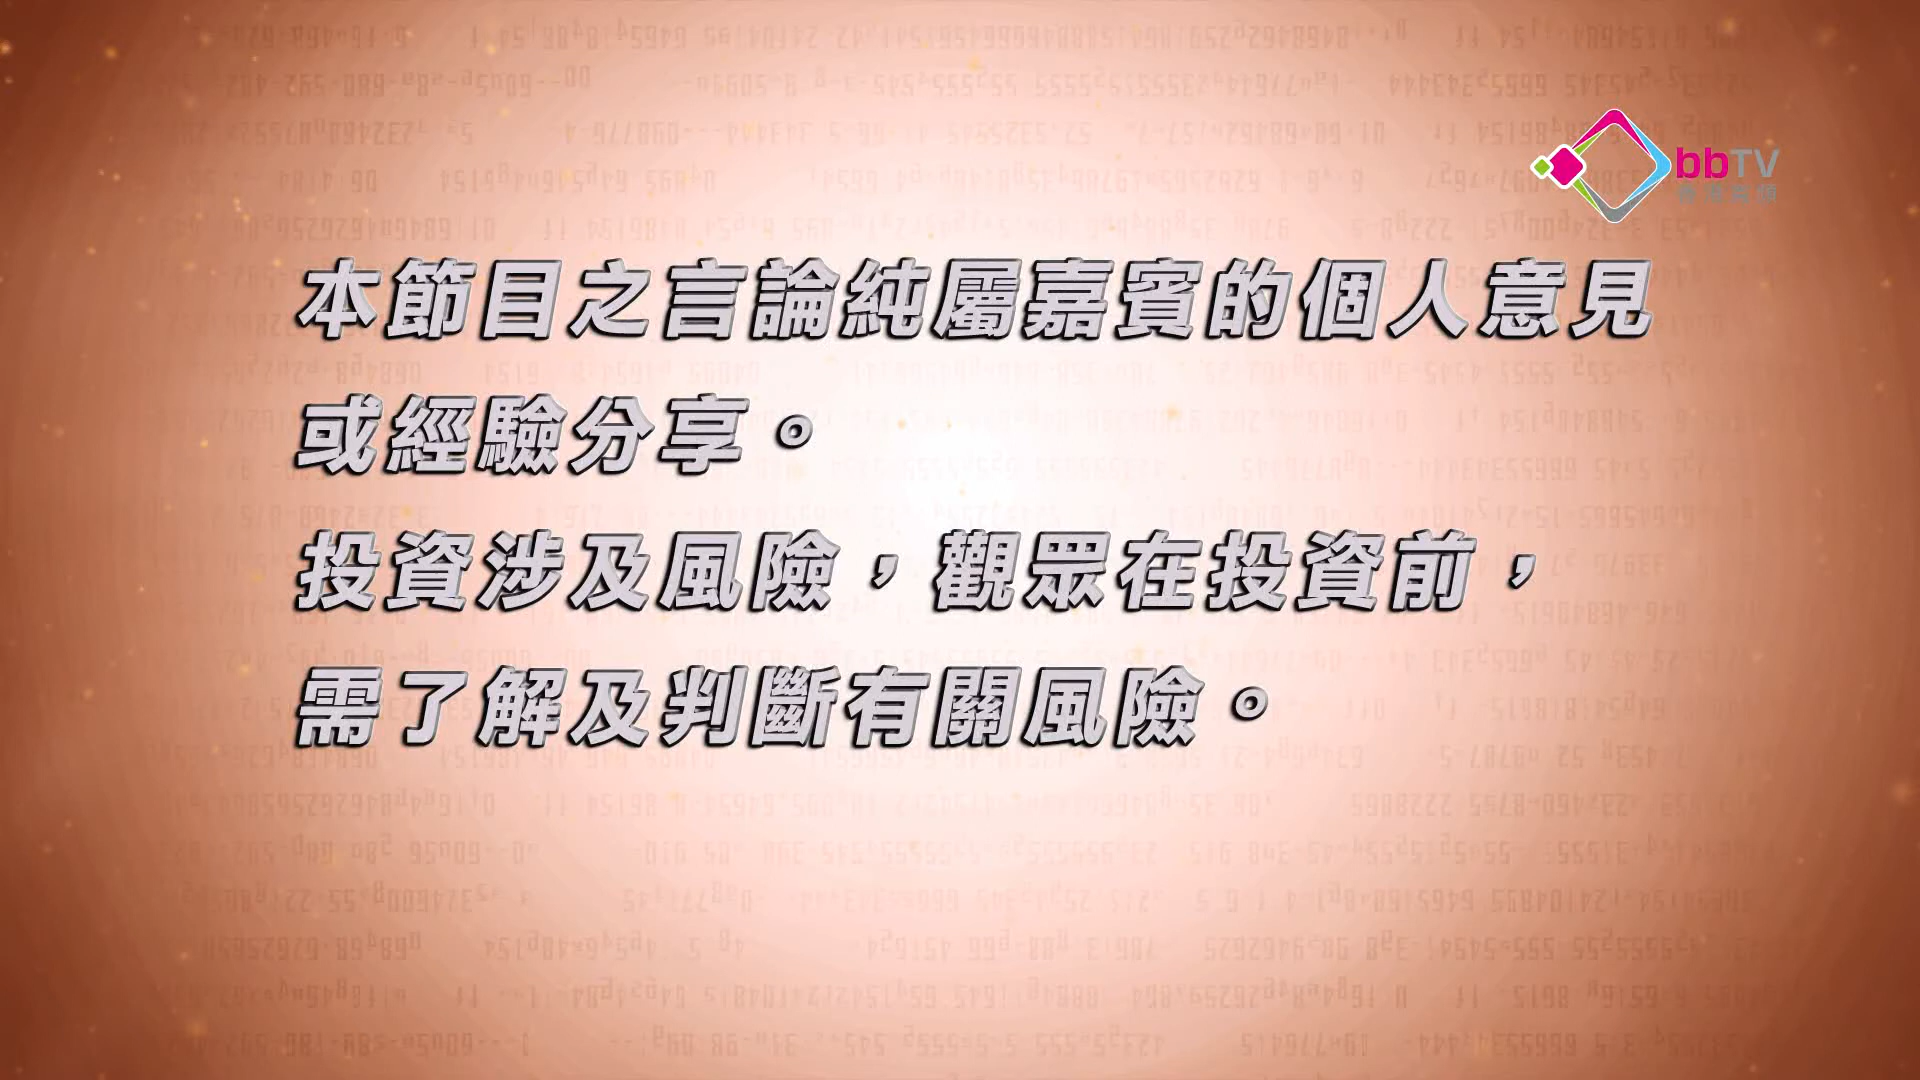 bbTV
本節目之言論純屬嘉賓的個人意見
或經驗分享。
投資涉及風險，觀眾在投資前，
需了解及判斷有關風險。